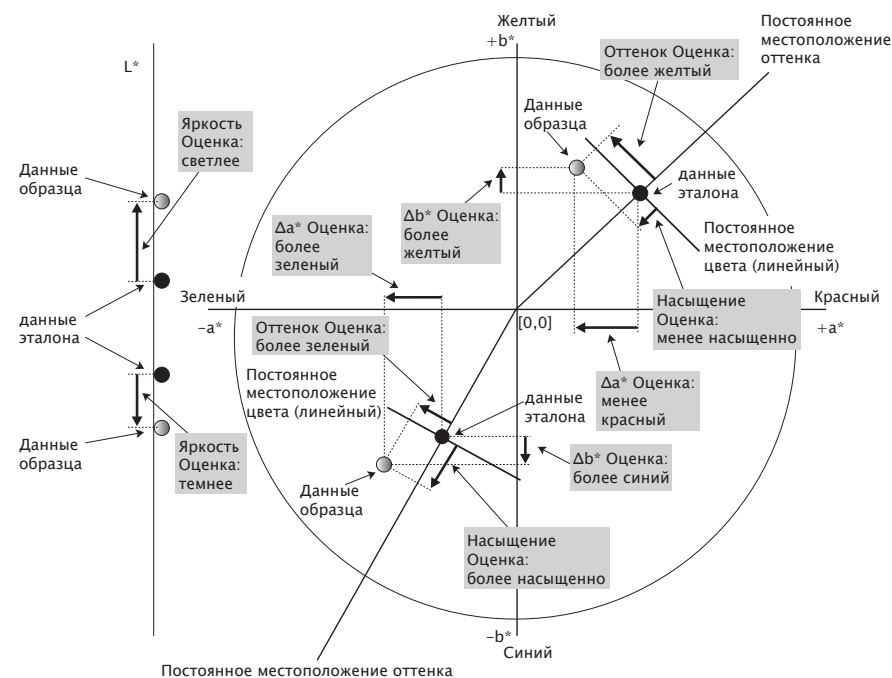 Желтый
+b*
Постоянное
местоположение
оттенка
L*
Оттенок Оценка:
более желтый
Яркость
Оценка:
светлее
Данные
образца
Данные
образца
данные
эталона
Δb* Оценка:
более
желтый
Δa* Оценка:
более
зеленый
Постоянное
местоположение
цвета (линейный)
Зеленый
–a*
[0,0]
Насыщение
Оценка:
менее насыщенно
Красный
+a*
данные
эталона
Оттенок Оценка:
более зеленый
Постоянное
местоположение
цвета (линейный)
Δa* Оценка:
менее
красный
данные
эталона
Данные
образца
Яркость
Оценка:
темнее
Δb* Оценка:
более синий
Данные
образца
Насыщение
Оценка:
более насыщенно
–b*
Синий
Постоянное местоположение оттенка